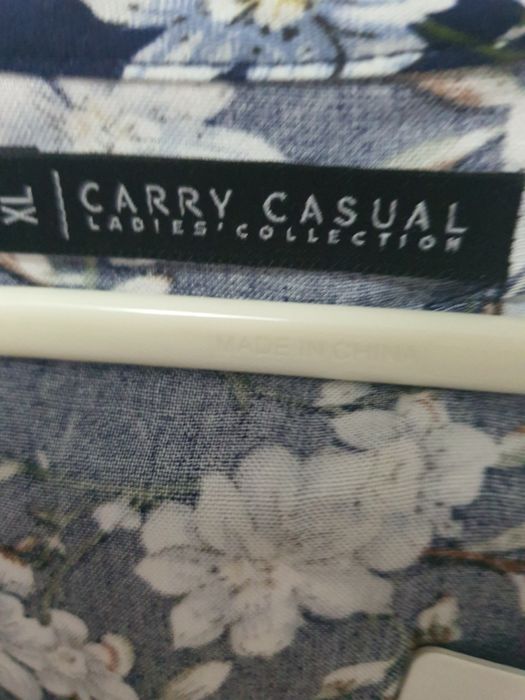 XL
CARRY CASUAL
LADIES' COLLECTION
MADE IN CHINA